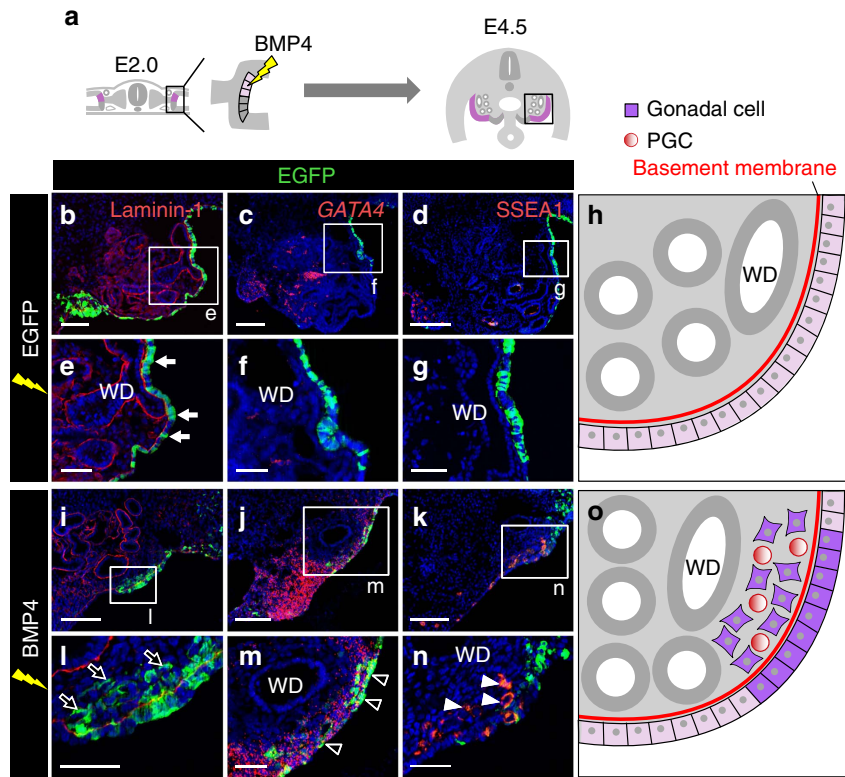 a
E2.0
BMP4
E4.5
Gonadal cell
PGC
Basement membrane
EGFP
EGFP
b
Laminin-1
e
c
GATA4
f
d
SSEA1
g
h
WD
e
WD
f
WD
g
WD
BMP4
i
l
j
m
k
n
o
WD
l
m
WD
n
WD